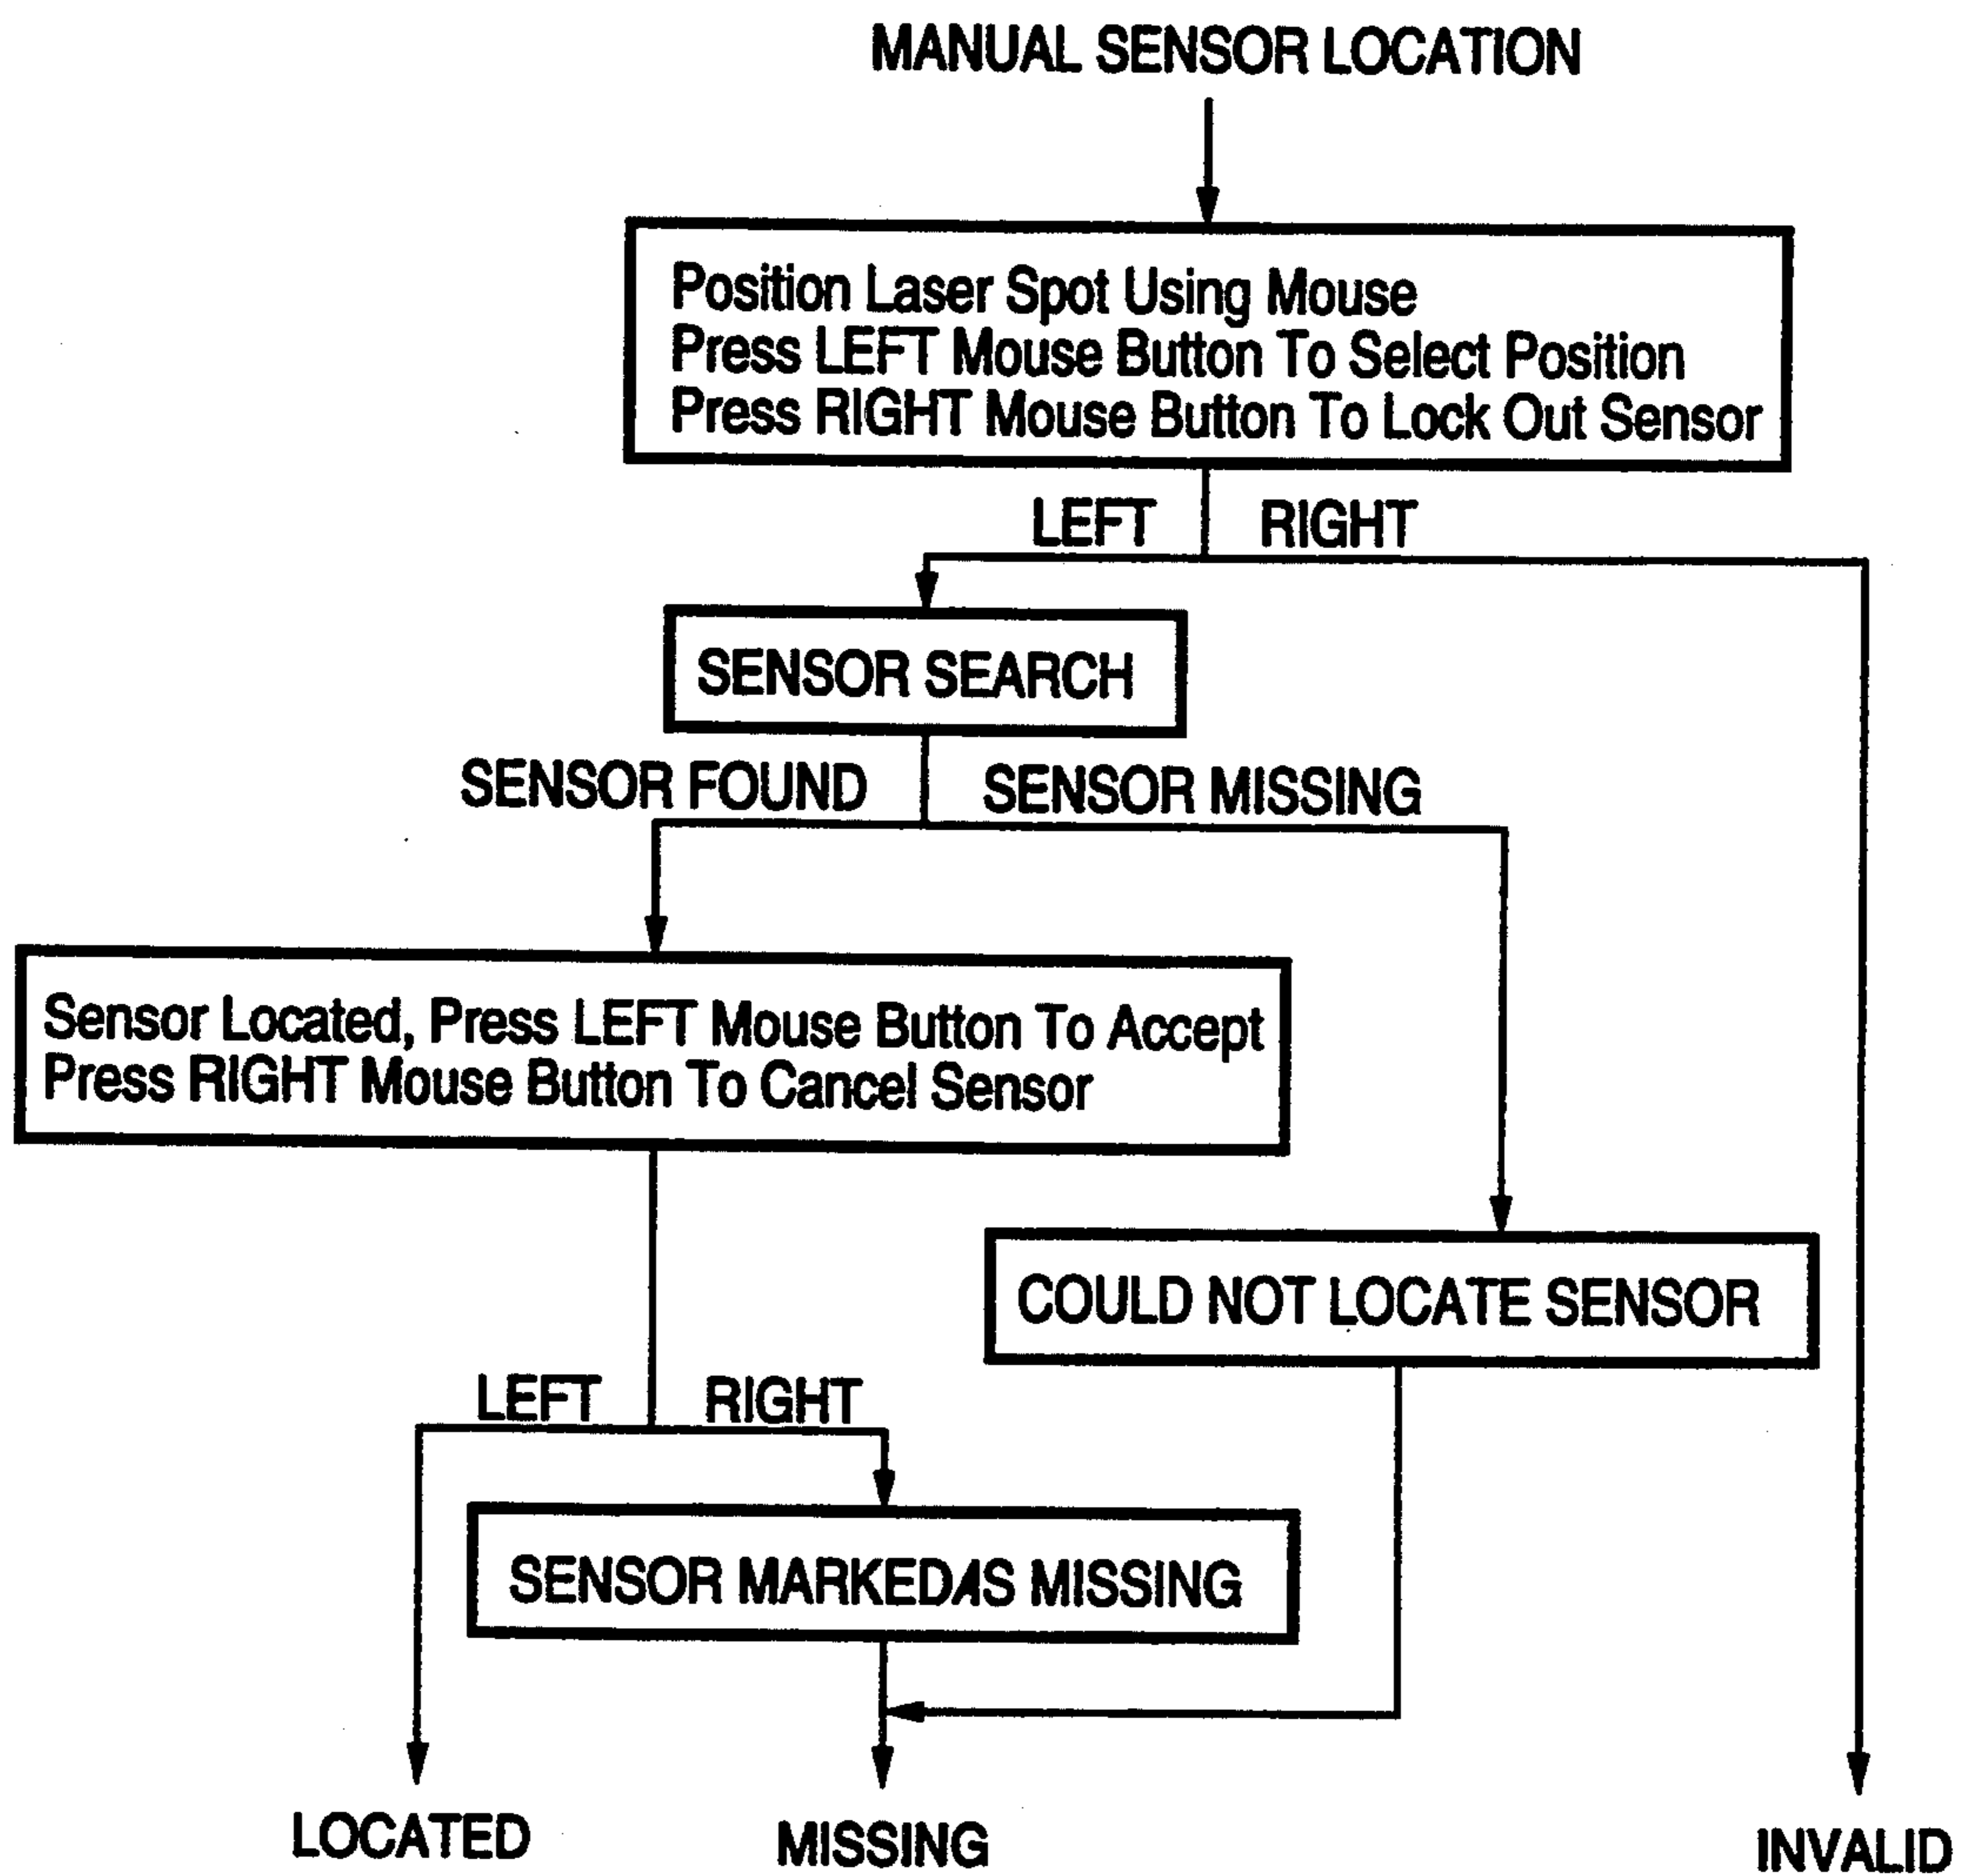 MANUAL SENSOR LOCATION
Position Laser Spot Using Mouse
Press LEFT Mouse Button To Select Position
Press RIGHT Mouse Button To Lock Out Sensor
LEFT RIGHT
SENSOR SEARCH
SENSOR FOUND SENSOR MISSING
Sensor Located, Press LEFT Mouse Button To Accept
Press RIGHT Mouse Button To Cancel Sensor
COULD NOT LOCATE SENSOR
LEFT RIGHT
SENSOR MARKEDAS MISSING
LOCATED MISSING INVALID